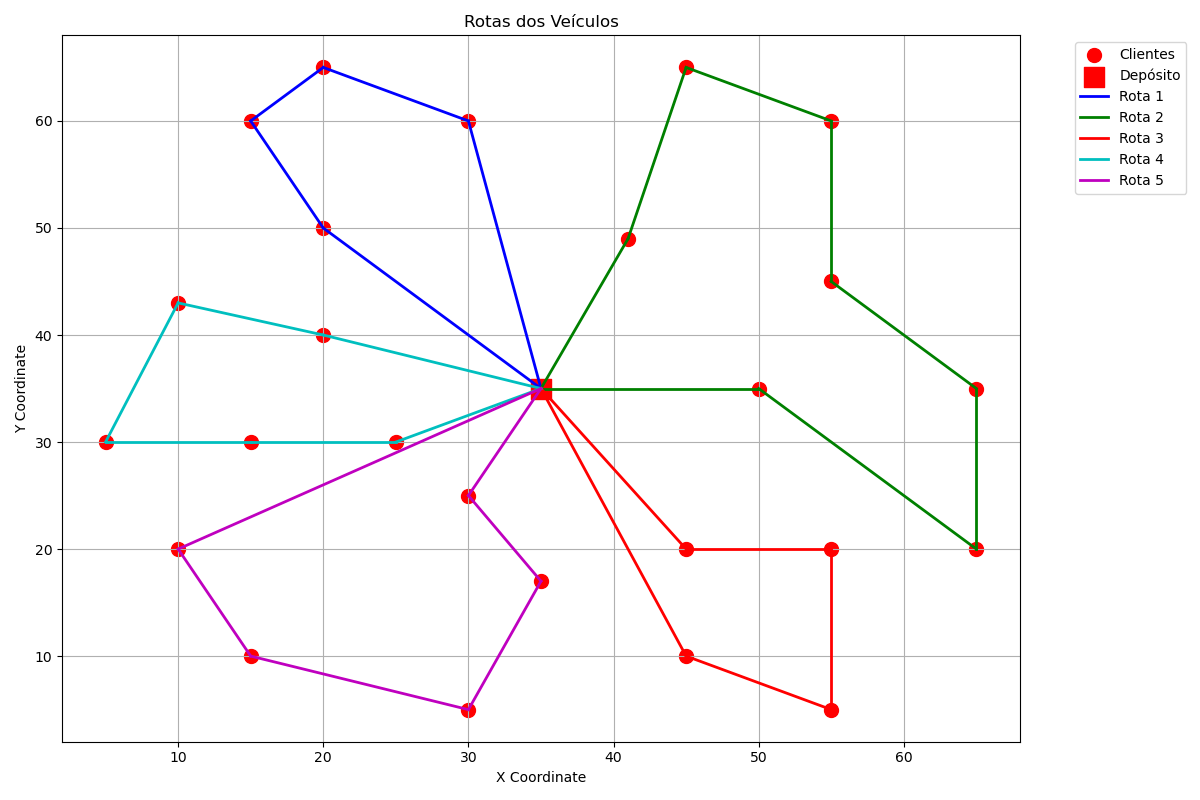 Rotas dos Veículos
Clientes
Depósito
Rota 1
Rota 2
Rota 3
Rota 4
Rota 5
Y Coordinate
60
50
40
30
20
10
10
20
30
40
50
60
X Coordinate